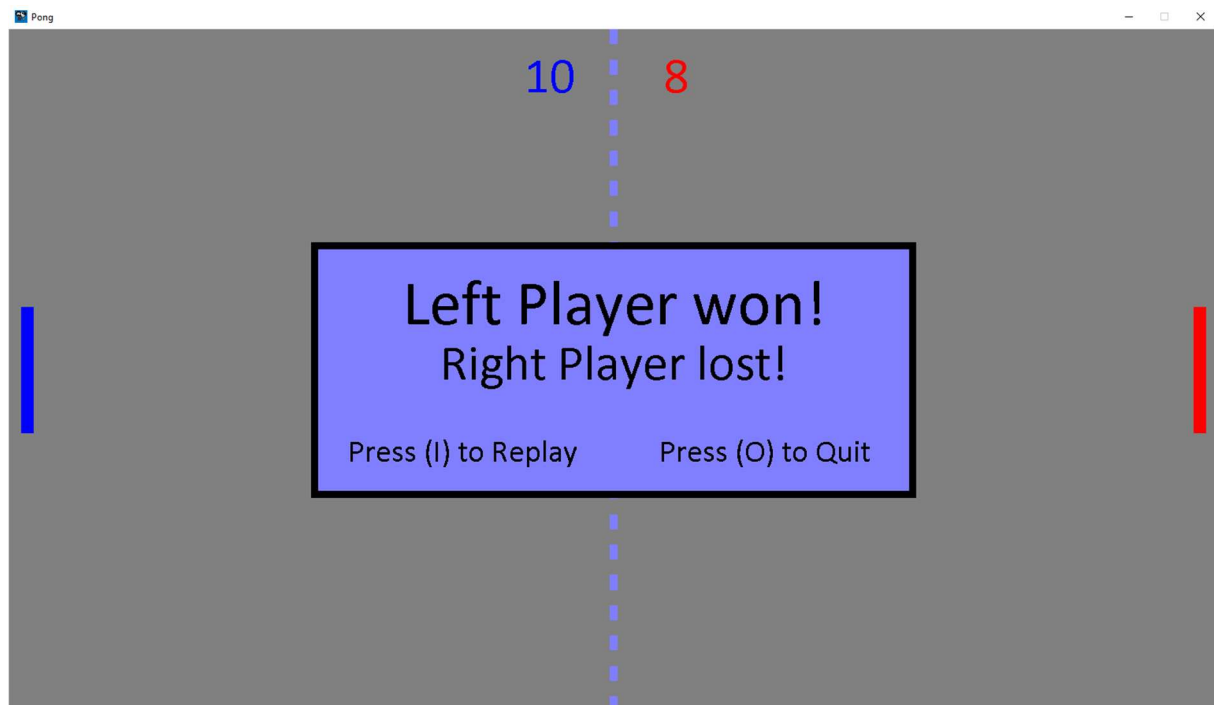 Pong
10 8
Left Player won!
Right Player lost!
Press (I) to Replay Press (O) to Quit